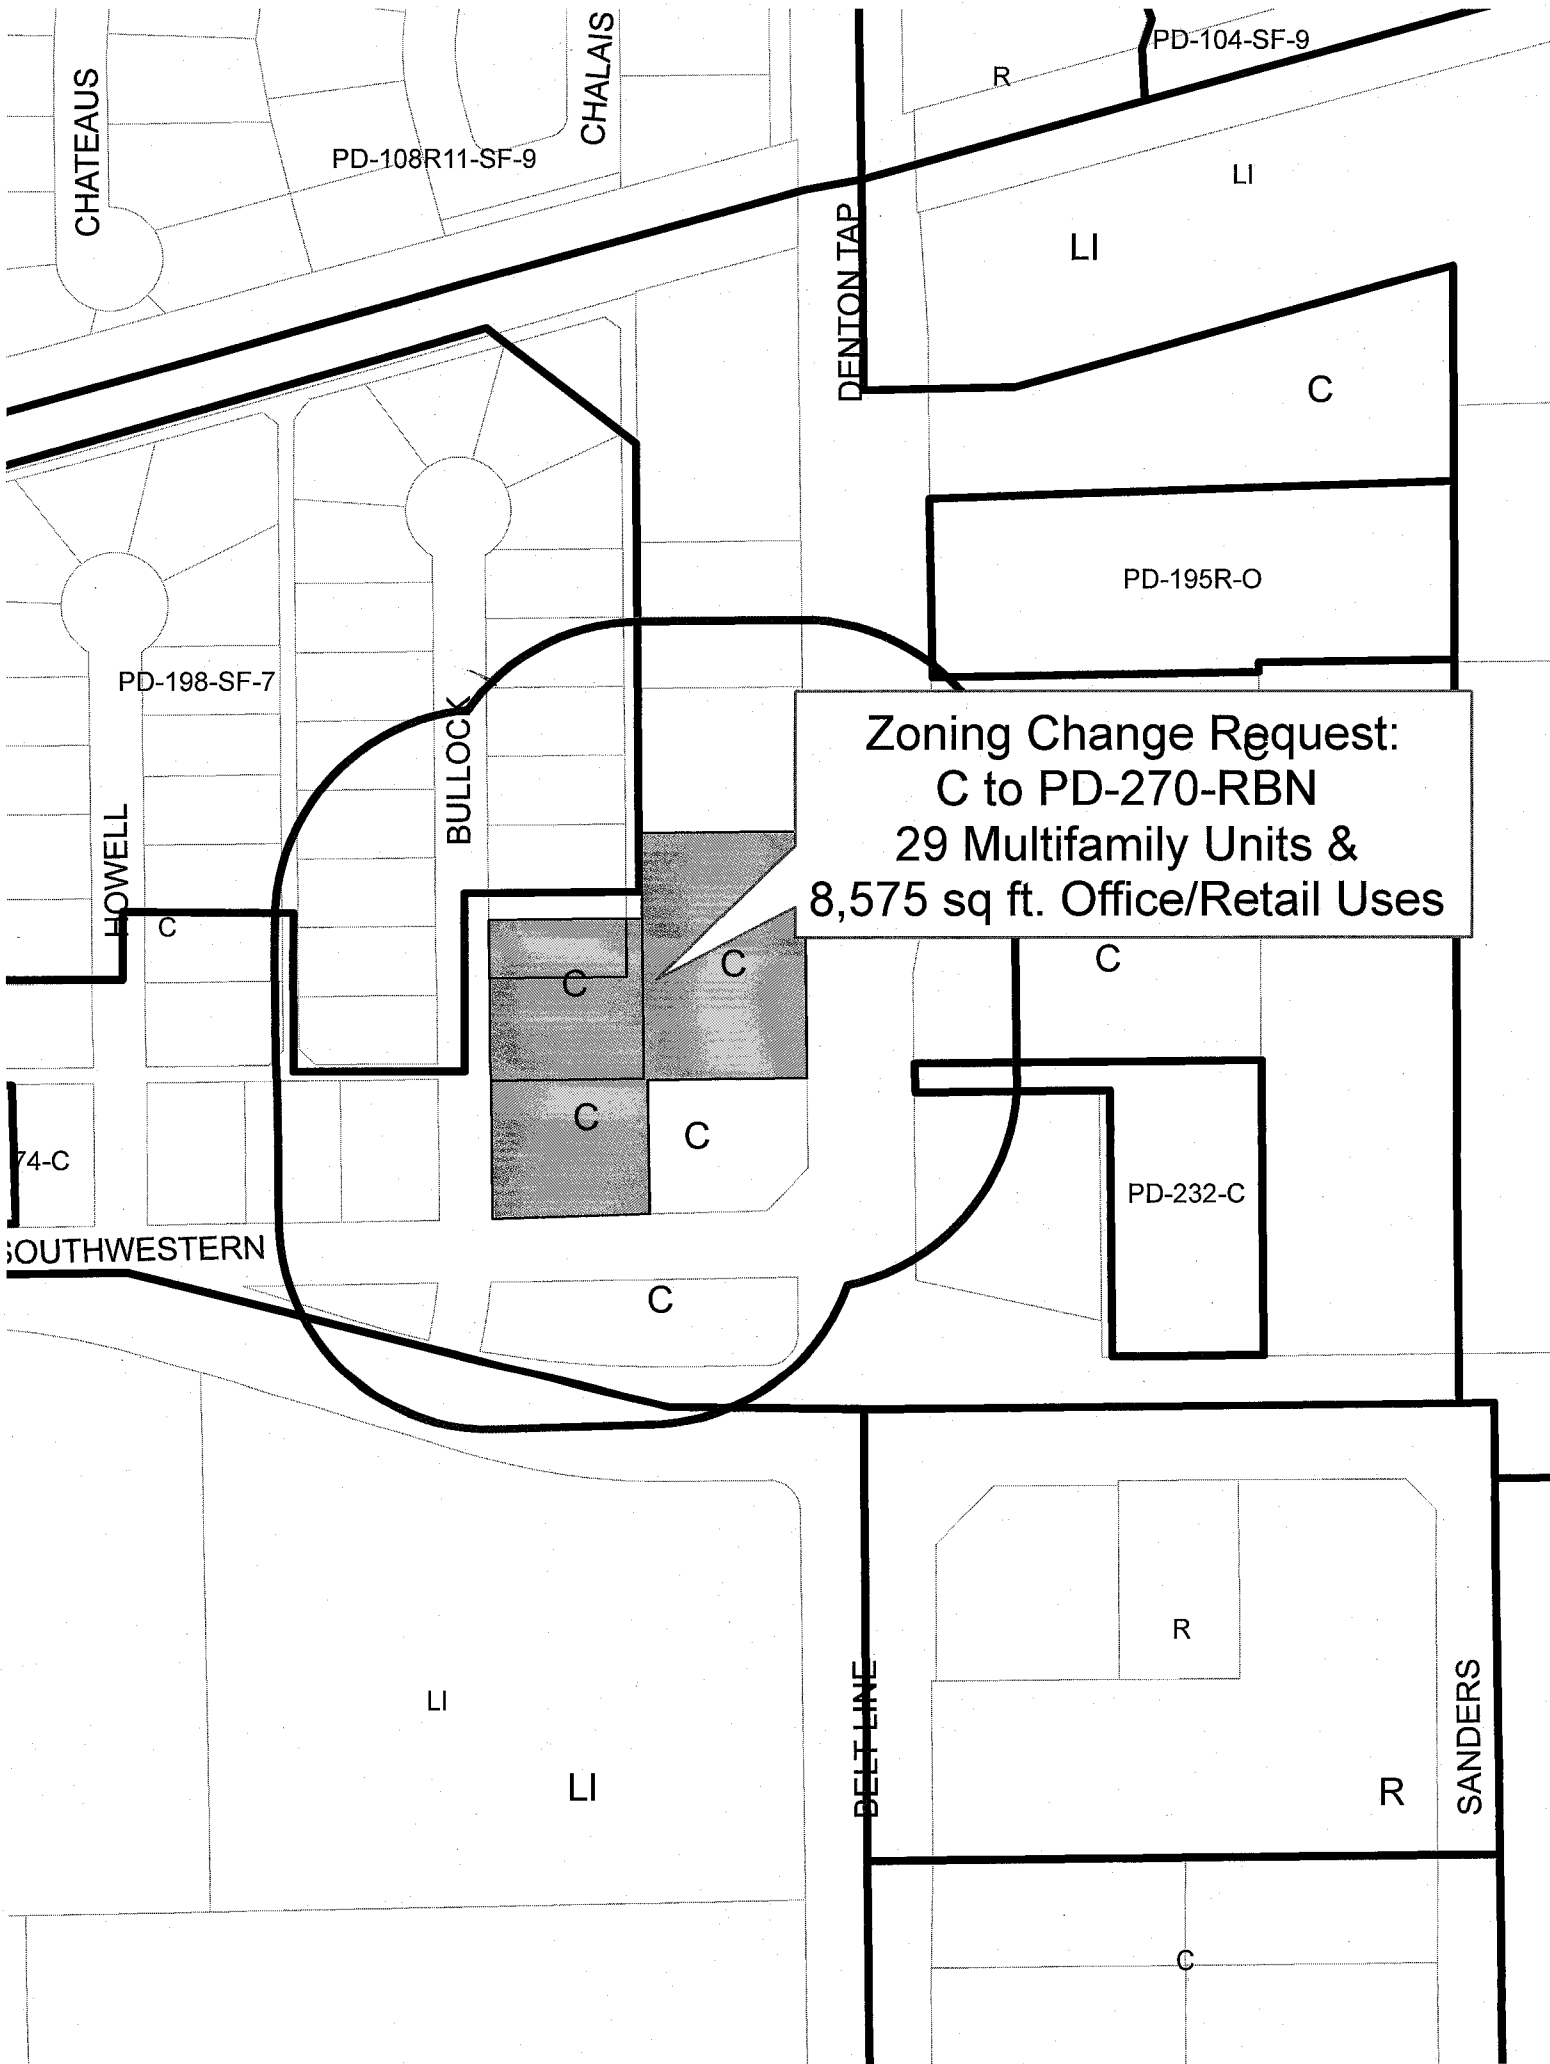 CHATEAUS
CHALAIS
PD-104-SF-9
R
PD-108R11-SF-9
LI
LI
DENTON TAP
C
PD-195R-O
PD-198-SF-7
BULLOCK
HOWELL
C
Zoning Change Request:
C to PD-270-RBN
29 Multifamily Units &
8,575 sq ft. Office/Retail Uses
C
C
C
C
C
C
74-C
PD-232-C
SOUTHWESTERN
C
R
LI
LI
BELT LINE
R
SANDERS
C